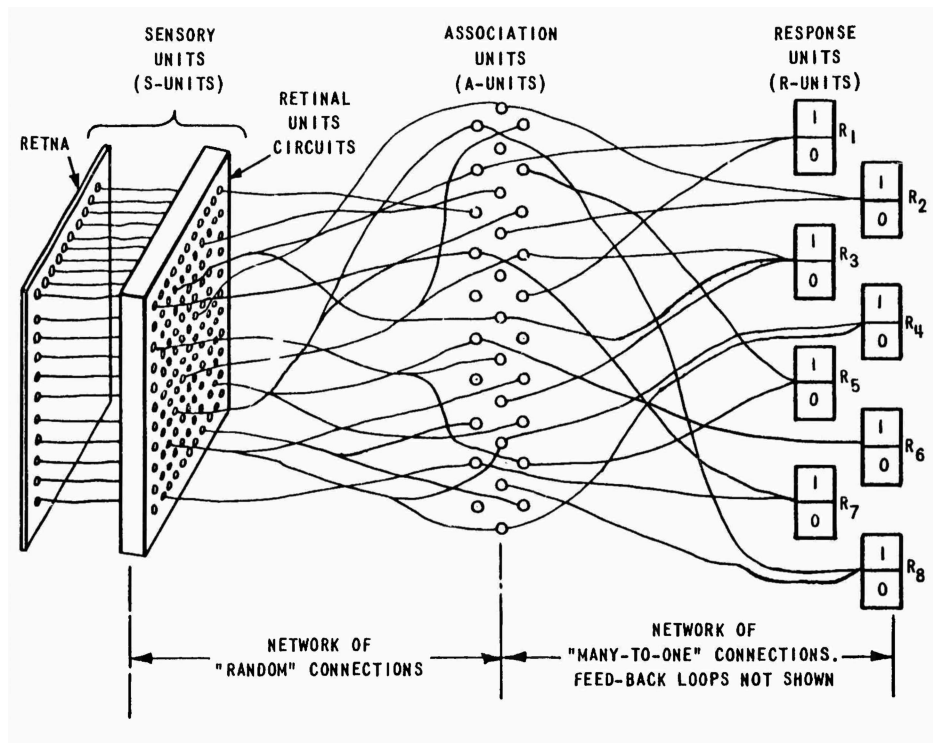 SENSORY
UNITS
(S-UNITS)
ASSOCIATION
UNITS
(A-UNITS)
RESPONSE
UNITS
(R-UNITS)
RETNA
RETINAL
UNITS
CIRCUITS
1
0
R1
1
0
R2
1
0
R3
1
0
R4
1
0
R5
1
0
R6
1
0
R7
1
0
R8
NETWORK OF
"RANDOM" CONNECTIONS
NETWORK OF
"MANY-TO-ONE" CONNECTIONS.
FEED-BACK LOOPS NOT SHOWN